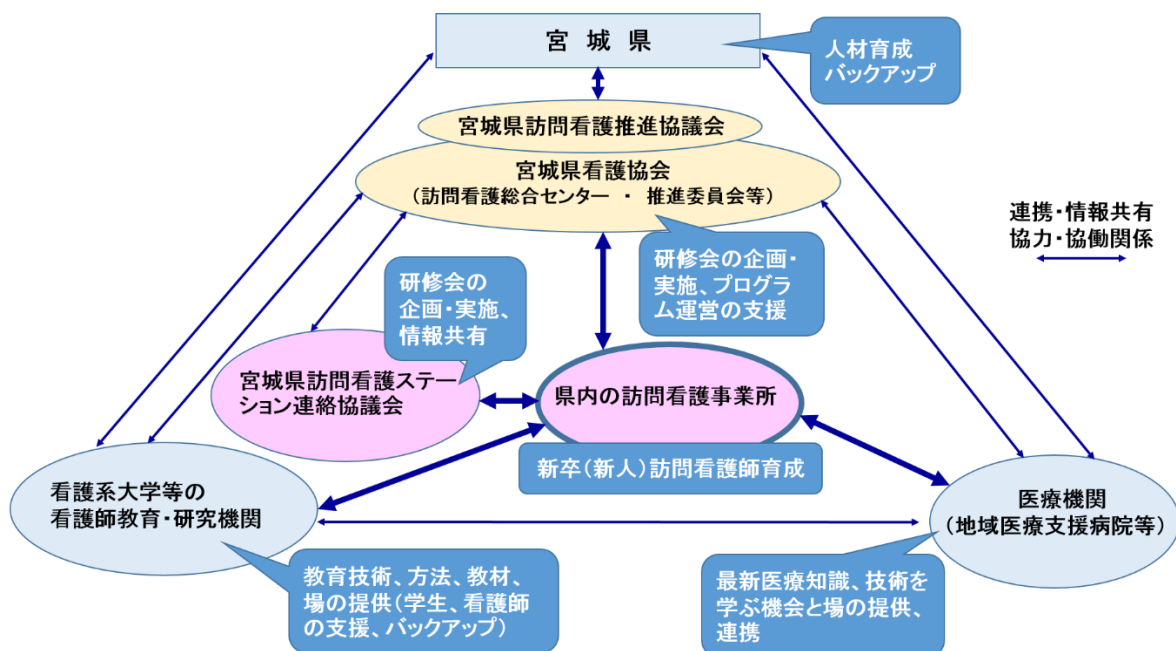 宮 城 県
人材育成
バックアップ
宮城県訪問看護推進協議会
宮城県看護協会
(訪問看護総合センター ・ 推進委員会等)
連携・情報共有
協力・協働関係
研修会の企画・
実施、プログラ
ム運営の支援
研修会の
企画・実施、
情報共有
宮城県訪問看護ステー
ション連絡協議会
県内の訪問看護事業所
新卒(新人)訪問看護師育成
看護系大学等の
看護師教育・研究機関
医療機関
(地域医療支援病院等)
教育技術、方法、教材、
場の提供(学生、看護師
の支援、バックアップ)
最新医療知識、技術を
学ぶ機会と場の提供、
連携